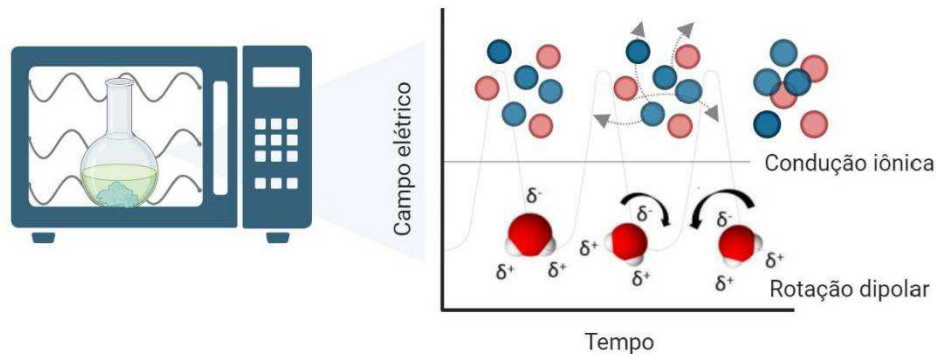 Campo elétrico
Condução iônica
δ-
δ-
δ-
δ+
δ+
δ+
δ+
δ+
δ+
Rotação dipolar
Tempo